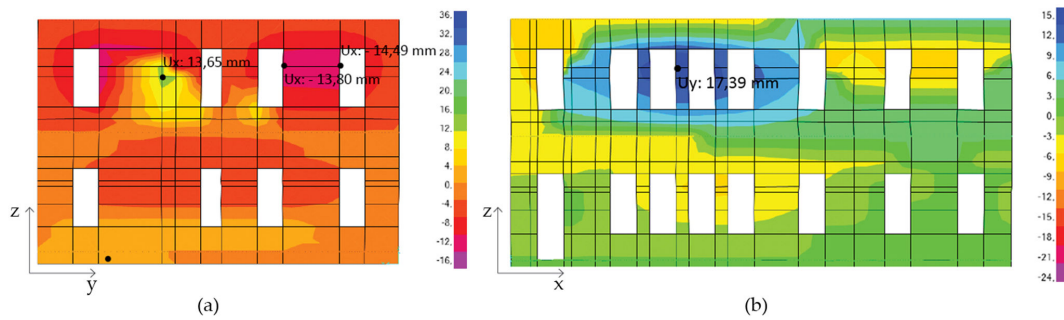 36.
32.
28.
24.
20.
16.
12.
8.
4.
0.
-4.
-8.
-12.
-16.
Ux: 13,65 mm
Ux: - 14,49 mm
Ux: - 13,80 mm
z
y
(a)
15.
12.
9.
6.
3.
0.
-3.
-6.
-9.
-12.
-15.
-18.
-21.
-24.
Uy: 17,39 mm
z
x
(b)